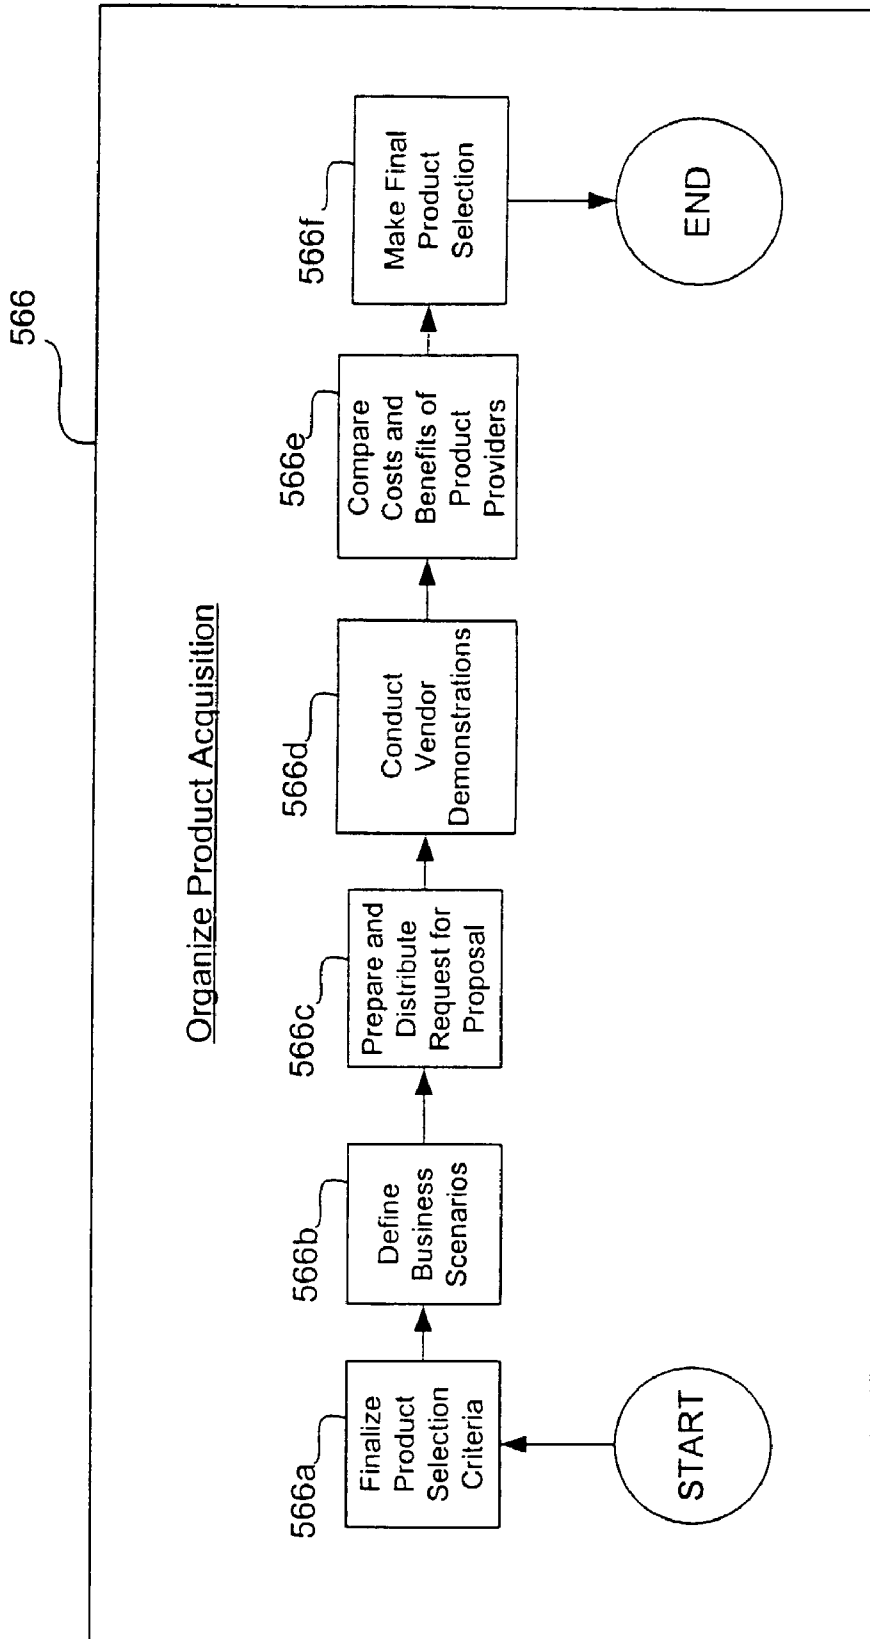 566
Organize Product Acquisition
566a
Finalize
Product
Selection
Criteria
566b
Define
Business
Scenarios
566c
Prepare and
Distribute
Request for
Proposal
566d
Conduct
Vendor
Demonstrations
566e
Compare
Costs and
Benefits of
Product
Providers
566f
Make Final
Product
Selection
START
END